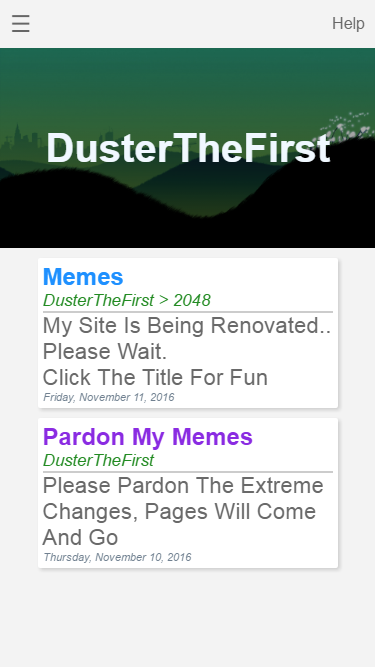 Help
DusterTheFirst
Memes
DusterTheFirst > 2048
My Site Is Being Renovated..
Please Wait.
Click The Title For Fun
Friday, November 11, 2016
Pardon My Memes
DusterTheFirst
Please Pardon The Extreme
Changes, Pages Will Come
And Go
Thursday, November 10, 2016